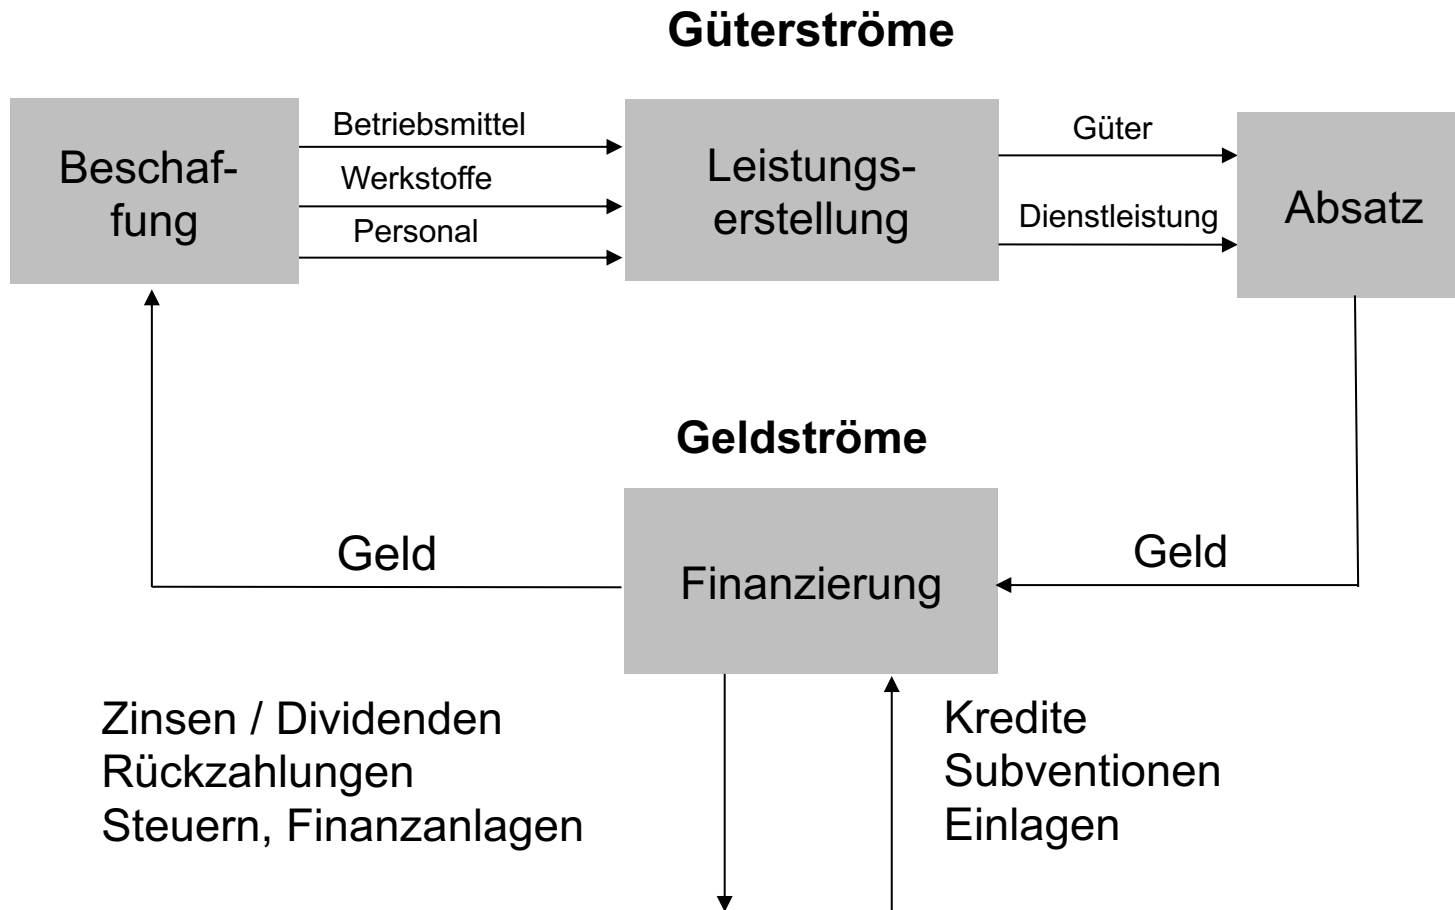 Güterströme
Betriebsmittel
Werkstoffe
Personal
Beschaf-
fung
Leistungs-
erstellung
Güter
Dienstleistung
Absatz
Geldströme
Geld
Finanzierung
Geld
Zinsen / Dividenden
Rückzahlungen
Steuern, Finanzanlagen
Kredite
Subventionen
Einlagen